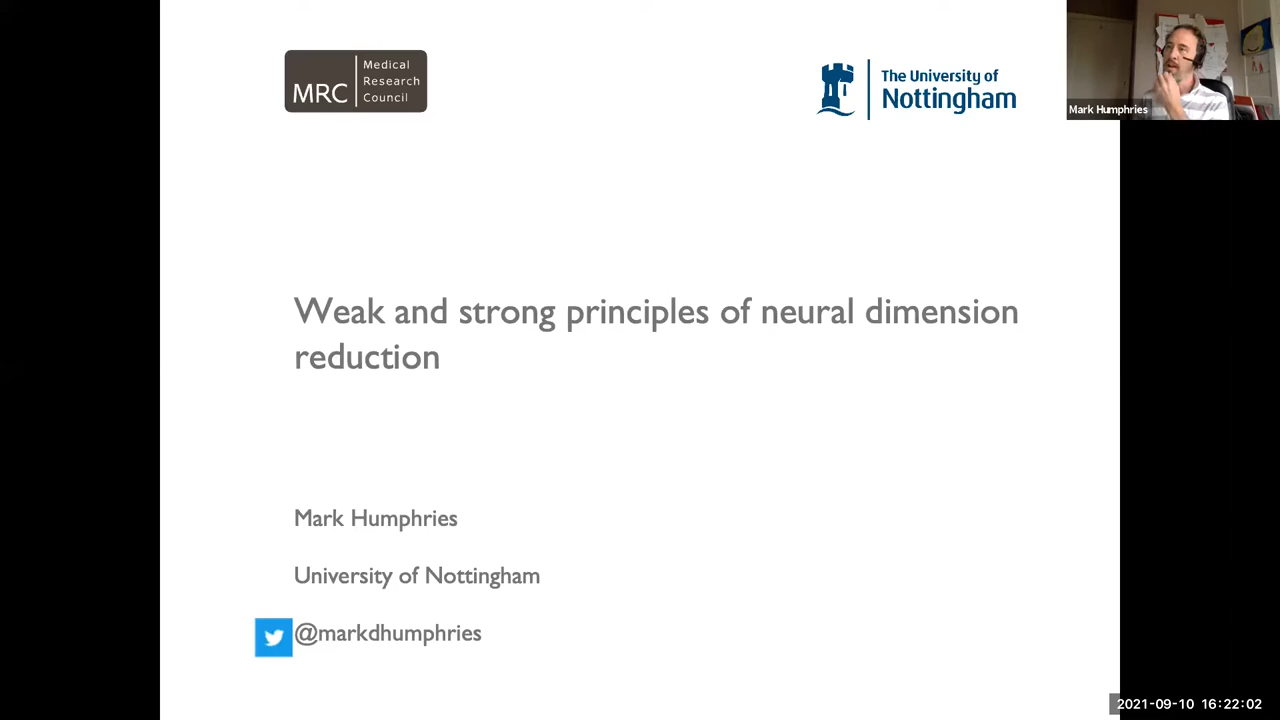 MRC
Medical
Research
Council
The University of
Nottingham
Mark Humphries
Weak and strong principles of neural dimension
reduction
Mark Humphries
University of Nottingham
@markdhumphries
2021-09-10 16:22:02